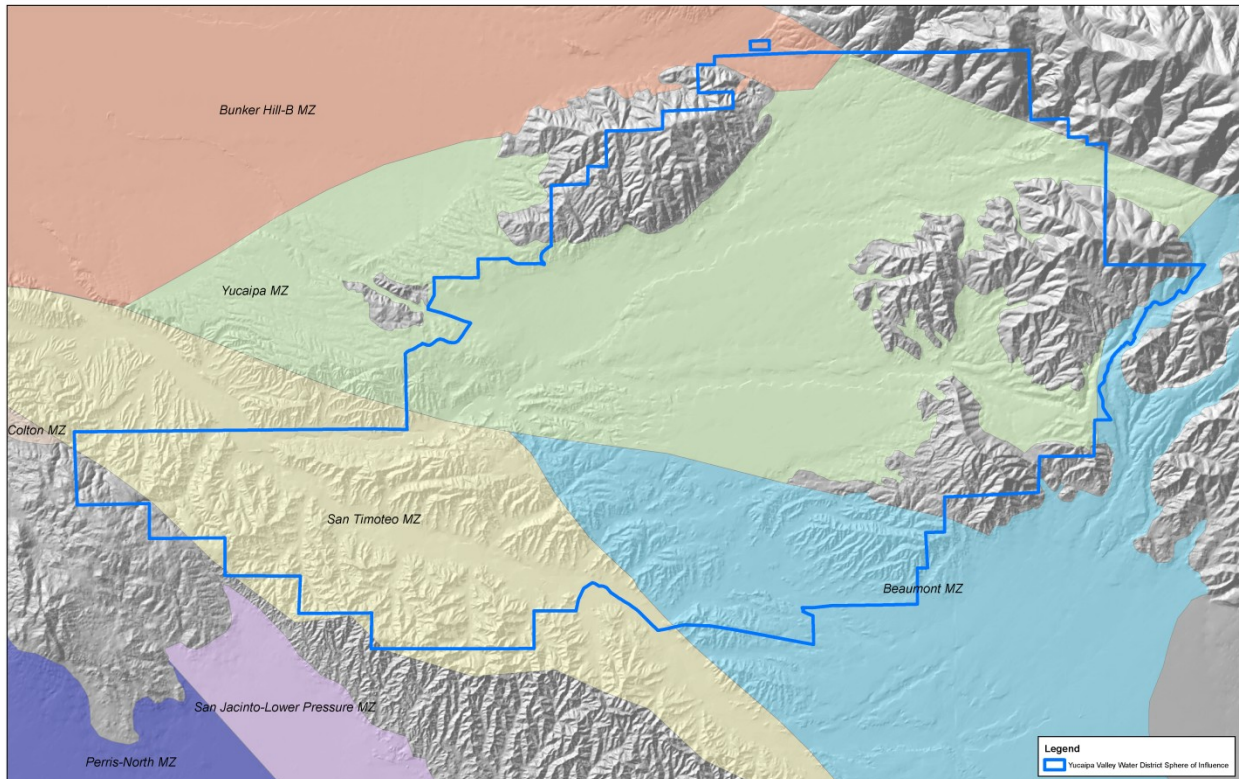 Bunker Hill-B MZ
Yucaipa MZ
Colton MZ
San Timoteo MZ
Beaumont MZ
San Jacinto-Lower Pressure MZ
Perris-North MZ
Legend
Yucaipa Valley Water District Sphere of Influence